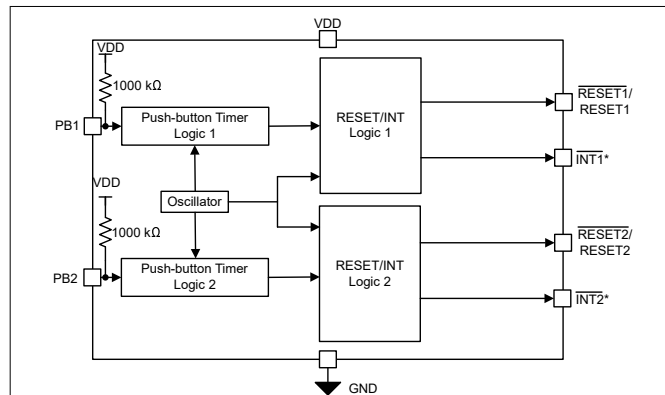 VDD
VDD
1000 kΩ
PB1
Push-button Timer
Logic 1
RESET/INT
Logic 1
RESET1/
RESET1
INT1*
VDD
Oscillator
1000 kΩ
PB2
Push-button Timer
Logic 2
RESET/INT
Logic 2
RESET2/
RESET2
INT2*
GND